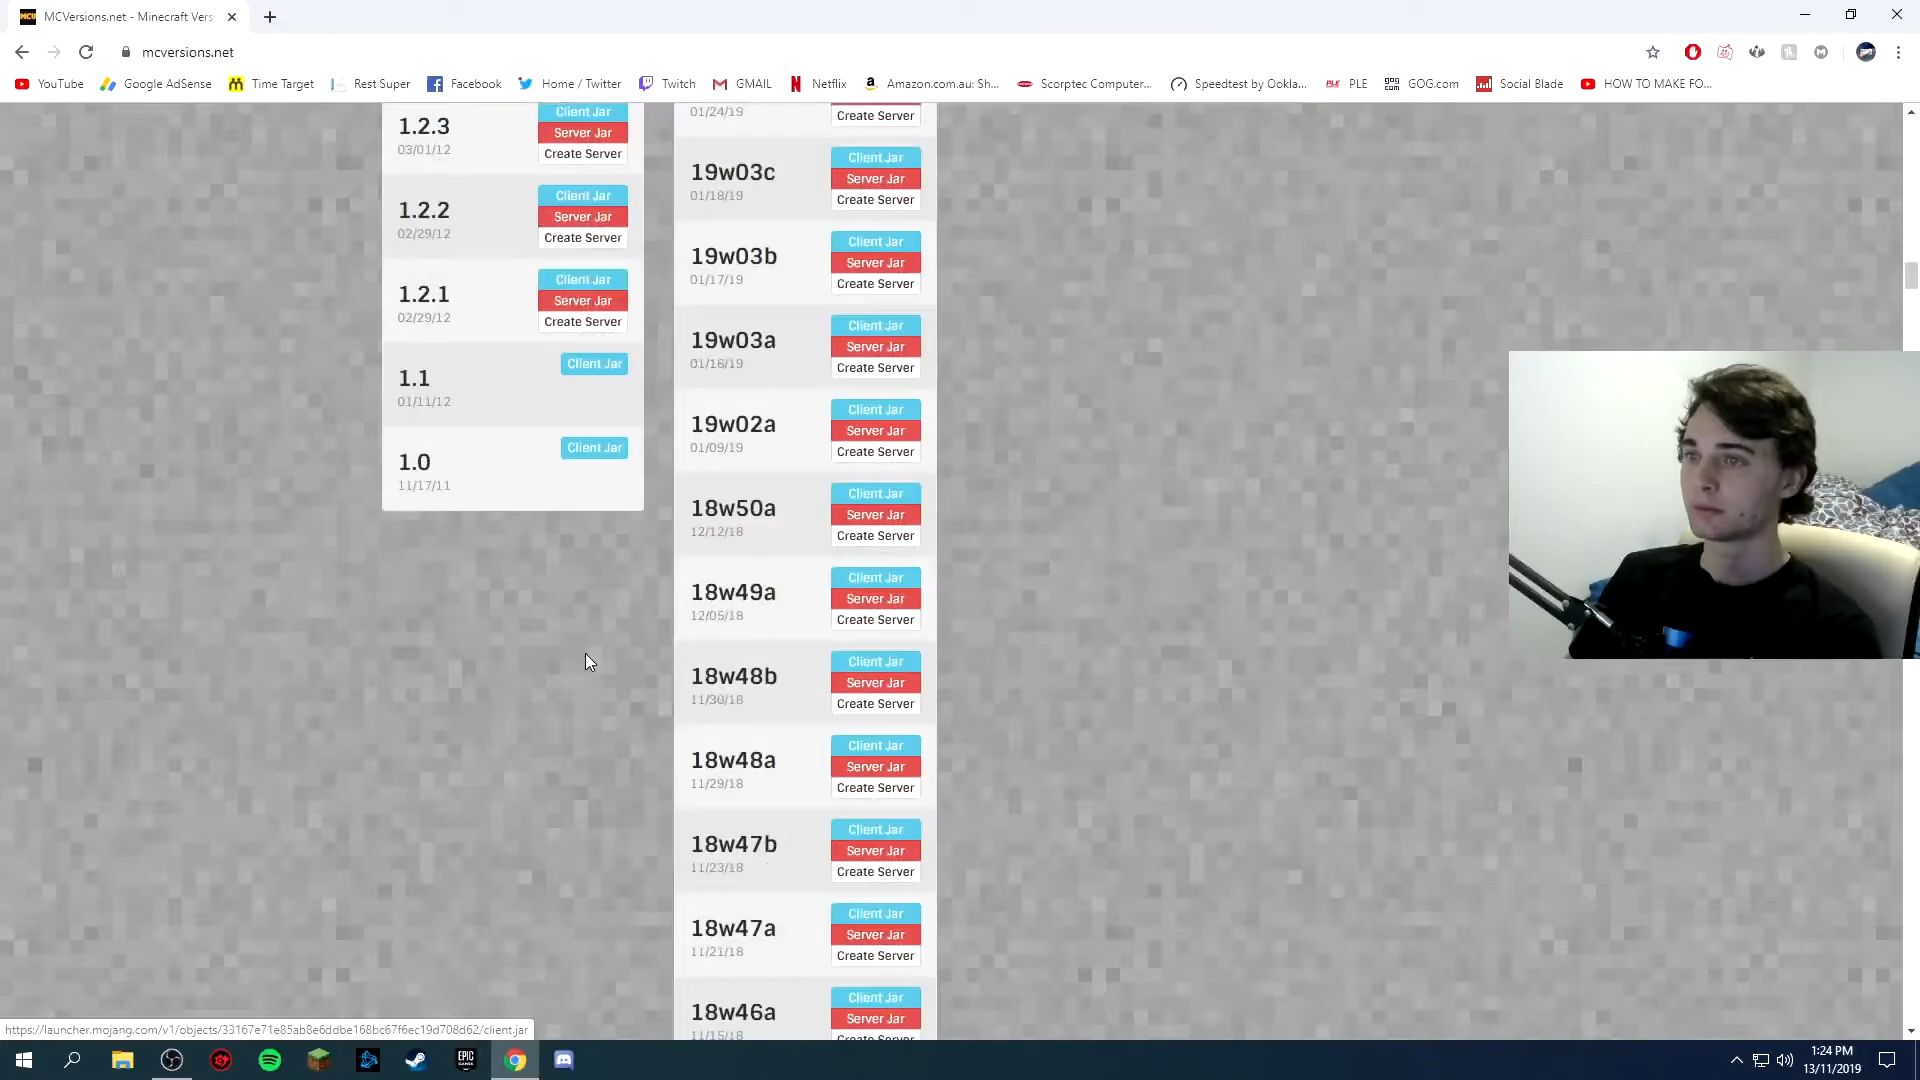 MCVersions.net - Minecraft Vers
mcversions.net
YouTube
Google AdSense
Time Target
Rest Super
Facebook
Home / Twitter
Twitch
GMAIL
Netflix
Amazon.com.au: Sh...
Scorptec Computer...
Speedtest by Ookla...
PLE
GOG.com
Social Blade
HOW TO MAKE FO...
Client Jar
1.2.3
Server Jar
03/01/12
Create Server
Client Jar
1.2.2
Server Jar
02/29/12
Create Server
Client Jar
1.2.1
Server Jar
02/29/12
Create Server
Client Jar
1.1
01/11/12
Client Jar
1.0
11/17/11
01/24/19
Create Server
Client Jar
19w03c
Server Jar
01/18/19
Create Server
Client Jar
19w03b
Server Jar
01/17/19
Create Server
Client Jar
19w03a
Server Jar
01/16/19
Create Server
Client Jar
19w02a
Server Jar
01/09/19
Create Server
Client Jar
18w50a
Server Jar
12/12/18
Create Server
Client Jar
18w49a
Server Jar
12/05/18
Create Server
Client Jar
18w48b
Server Jar
11/30/18
Create Server
Client Jar
18w48a
Server Jar
11/29/18
Create Server
Client Jar
18w47b
Server Jar
11/23/18
Create Server
Client Jar
18w47a
Server Jar
11/21/18
Create Server
Client Jar
18w46a
Server Jar
11/15/18
Create Server
https://launcher.mojang.com/v1/objects/33167e71e85ab8e6ddbe168bc67f6ec19d708d62/client.jar
EPIC
GAMES
1:24 PM
13/11/2019